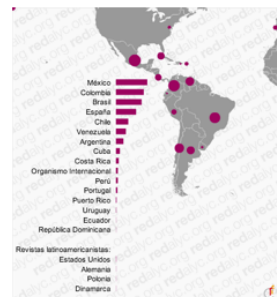 México
Colombia
Brasil
España
Chile
Venezuela
Argentina
Cuba
Costa Rica
Organismo Internacional
Perú
Portugal
Puerto Rico
Uruguay
Ecuador
República Dominicana
Revistas latinoamericanistas:
Estados Unidos
Alemania
Polonia
Dinamarca